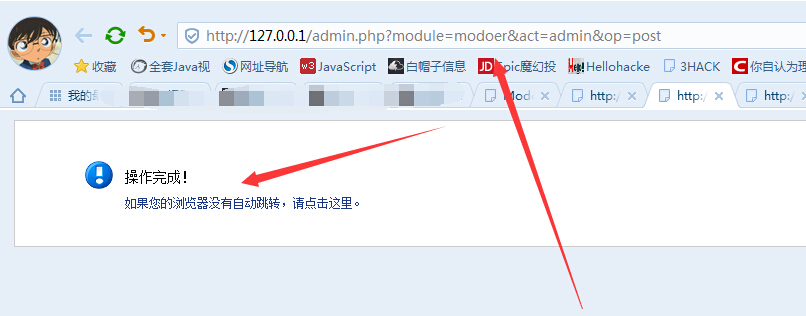 http://127.0.0.1/admin.php?module=modoer&act=admin&op=post
收藏 全套Java视 网址导航 JavaScript 白帽子信息 Epic魔幻投 Hellohacke 3HACK 你自认为理
我的 http: http: http:
操作完成!
如果您的浏览器没有自动跳转，请点击这里。